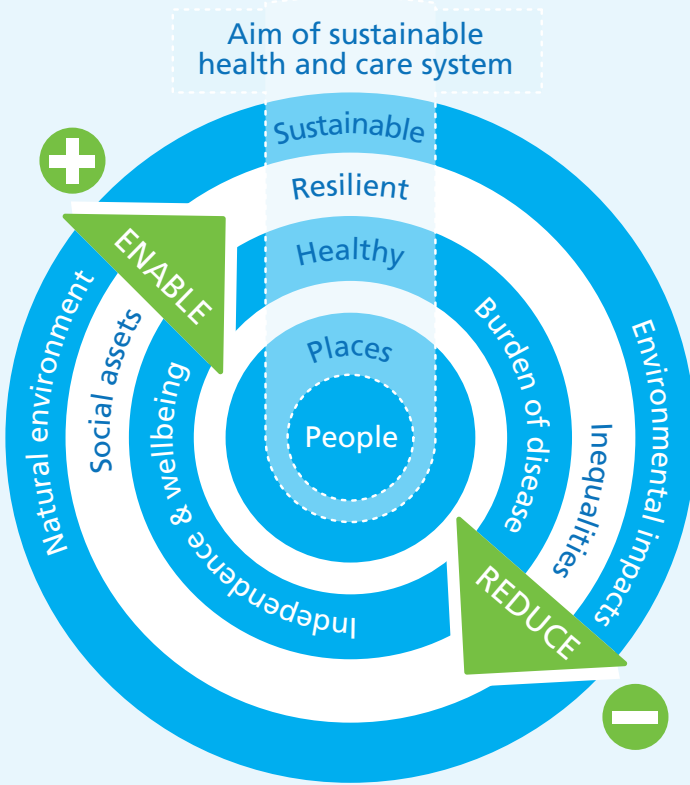 Aim of sustainable
health and care system
Sustainable
Resilient
Healthy
Places
People
ENABLE
Natural environment
Social assets
Independence & wellbeing
Burden of disease
Inequalities
Environmental impacts
REDUCE